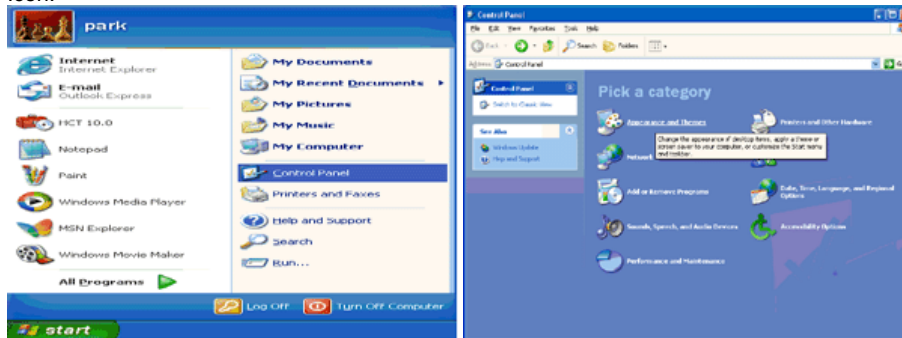 icon.
park
Internet
Internet Explorer
E-mail
Outlook Express
HCT 10.0
Notepad
Paint
Windows Media Player
MSN Explorer
Windows Movie Maker
All Programs
My Documents
My Recent Documents
My Pictures
My Music
My Computer
Control Panel
Printers and Faxes
Help and Support
Search
Run...
Log Off
Turn Off Computer
start
Control Panel
File Edit View Favorites Tools Help
Back Search Folders
Address Control Panel
Control Panel
Switch to Classic View
See Also
Windows Update
Help and Support
Pick a category
Appearance and Themes
Printers and Other Hardware
Change the appearance of desktop items, apply a theme or
screen saver to your computer, or customize the Start menu
and taskbar.
Network
Add or Remove Programs
Date, Time, Language, and Regional
Options
Sounds, Speech, and Audio Devices
Accessibility Options
Performance and Maintenance